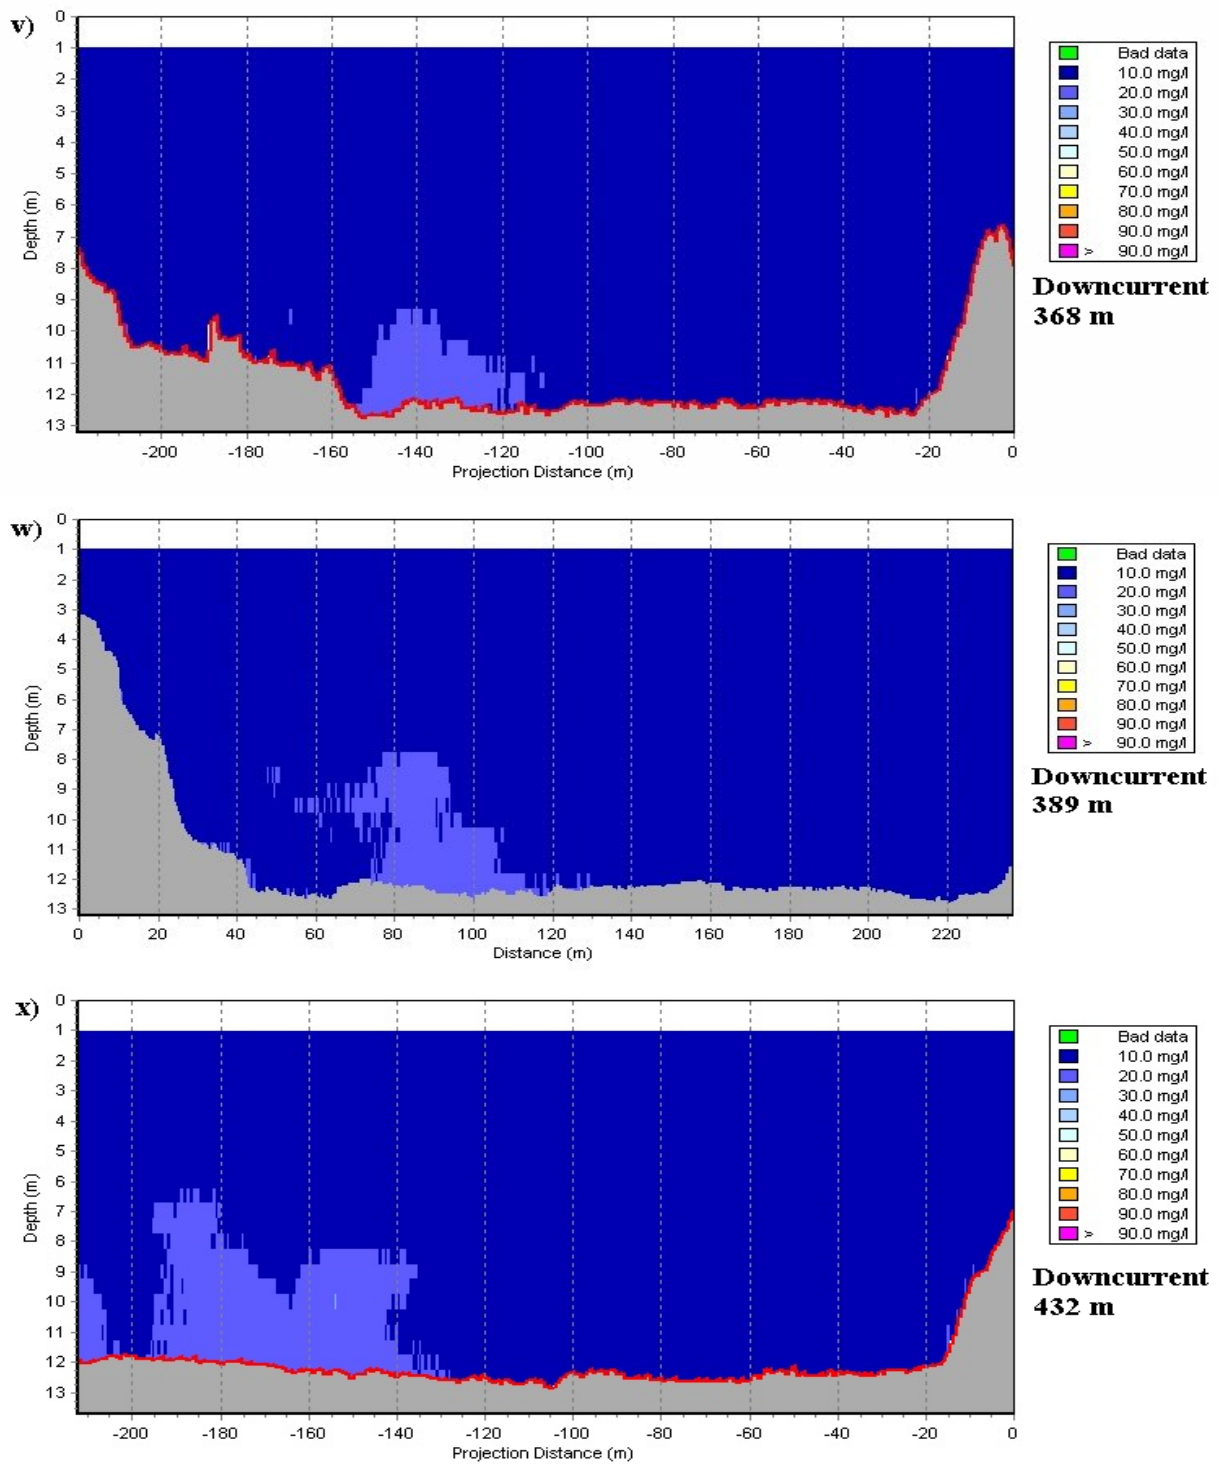 v)
0
1
2
3
4
5
6
7
8
9
10
11
12
13
Depth (m)
-200 -180 -160 -140 -120 -100 -80 -60 -40 -20 0
Projection Distance (m)
Bad data
10.0 mg/l
20.0 mg/l
30.0 mg/l
40.0 mg/l
50.0 mg/l
60.0 mg/l
70.0 mg/l
80.0 mg/l
90.0 mg/l
> 90.0 mg/l
Downcurrent
368 m
w)
0
1
2
3
4
5
6
7
8
9
10
11
12
13
Depth (m)
0 20 40 60 80 100 120 140 160 180 200 220
Distance (m)
Bad data
10.0 mg/l
20.0 mg/l
30.0 mg/l
40.0 mg/l
50.0 mg/l
60.0 mg/l
70.0 mg/l
80.0 mg/l
90.0 mg/l
> 90.0 mg/l
Downcurrent
389 m
x)
0
1
2
3
4
5
6
7
8
9
10
11
12
13
Depth (m)
-200 -180 -160 -140 -120 -100 -80 -60 -40 -20 0
Projection Distance (m)
Bad data
10.0 mg/l
20.0 mg/l
30.0 mg/l
40.0 mg/l
50.0 mg/l
60.0 mg/l
70.0 mg/l
80.0 mg/l
90.0 mg/l
> 90.0 mg/l
Downcurrent
432 m